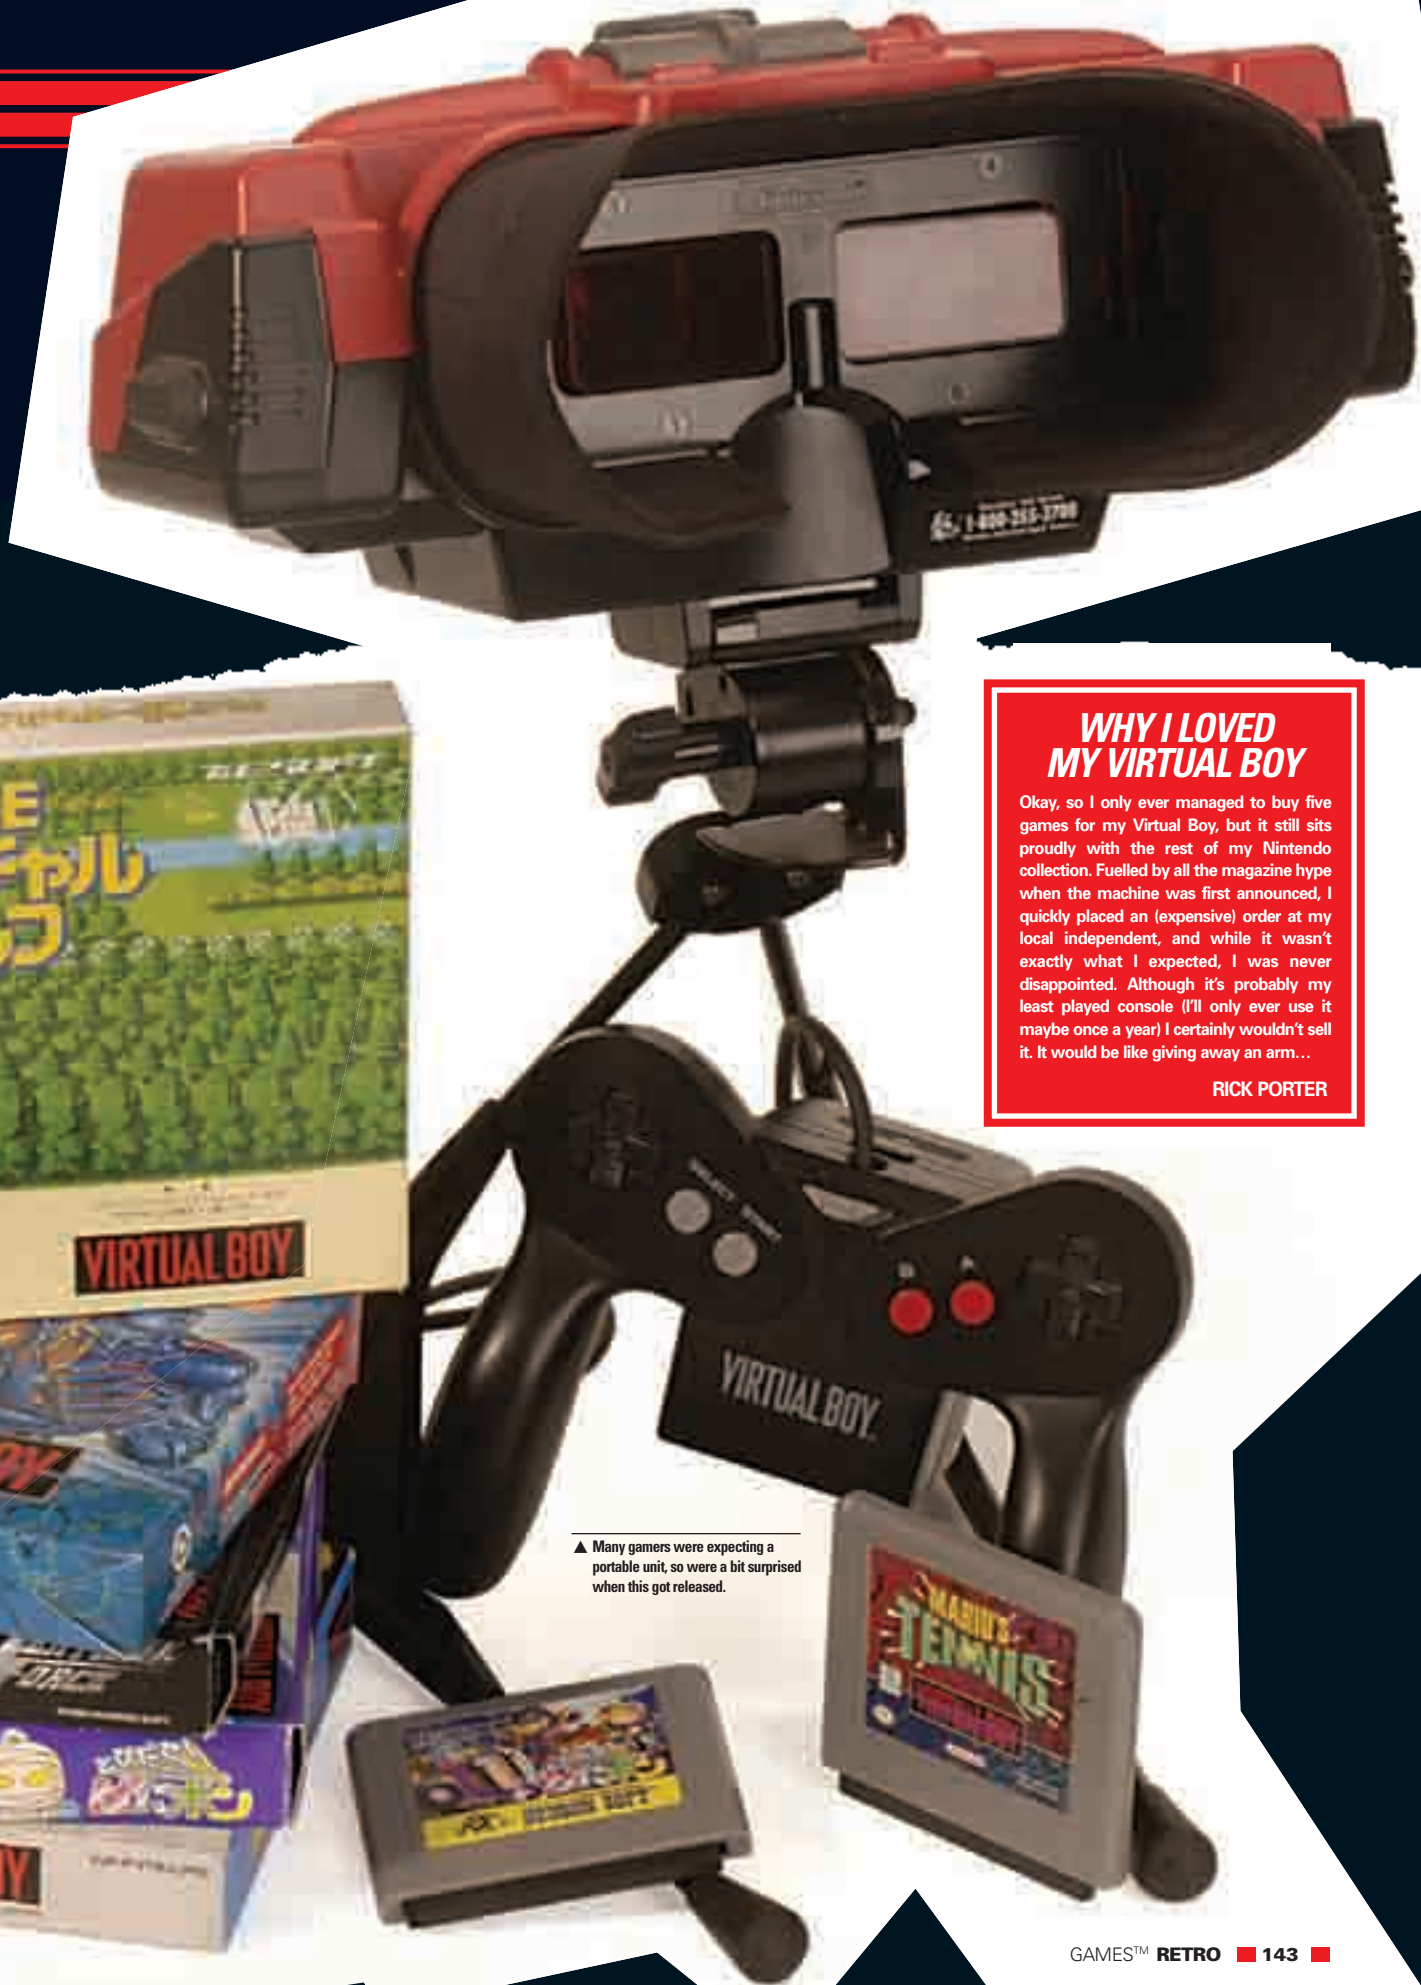 1-800-255-3700
WHY I LOVED
MY VIRTUAL BOY
Okay, so I only ever managed to buy five
games for my Virtual Boy, but it still sits
proudly with the rest of my Nintendo
collection. Fuelled by all the magazine hype
when the machine was first announced, I
quickly placed an (expensive) order at my
local independent, and while it wasn't
exactly what I expected, I was never
disappointed. Although it's probably my
least played console (I'll only ever use it
maybe once a year) I certainly wouldn't sell
it. It would be like giving away an arm…
RICK PORTER
VIRTUAL BOY
SELECT START
B A
VIRTUAL BOY
▲ Many gamers were expecting a
portable unit, so were a bit surprised
when this got released.
MARIO'S
TENNIS
GAMES™ RETRO 143